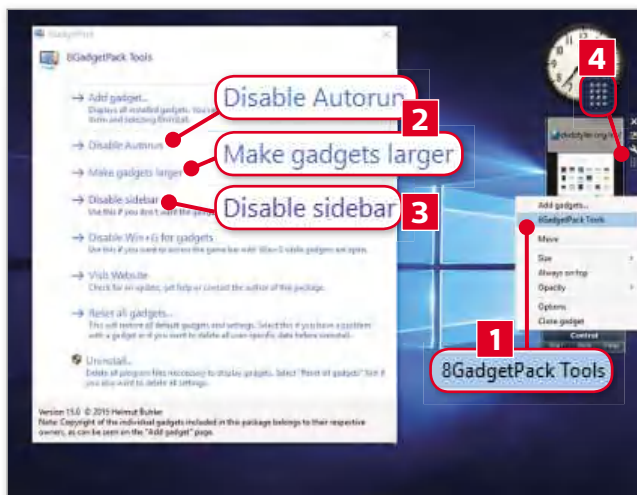 8GadgetPack
8GadgetPack Tools
→ Add gadget...
Displays all installed gadgets. You can
→ Disable Autorun
→ Make gadgets larger
→ Disable sidebar
Use this if you don't want the
→ Disable Win+G for gadgets
Use this if you want to access the game bar with Win+G while gadgets are open.
→ Visit Website
Check for an update, get help or contact the author of this package.
→ Reset all gadgets...
This will restore all default gadgets and settings. Select this if you have a problem
with a gadget or if you want to delete all user-specific data before uninstall.
Uninstall...
Delete all program files necessary to display gadgets. Select "Reset all gadgets" first if
you also want to delete all settings.
Version 15.0 © 2015 Helmut Buhler
Note: Copyright of the individual gadgets included in this package belongs to their respective
owners, as can be seen on the "Add gadget" page.
Disable Autorun
2
Make gadgets larger
Disable sidebar
3
12
11
10
9
8
7
4
Add gadgets...
8GadgetPack Tools
Move
Size
Always on top
Opacity
Options
Close gadget
Control
1
8GadgetPack Tools